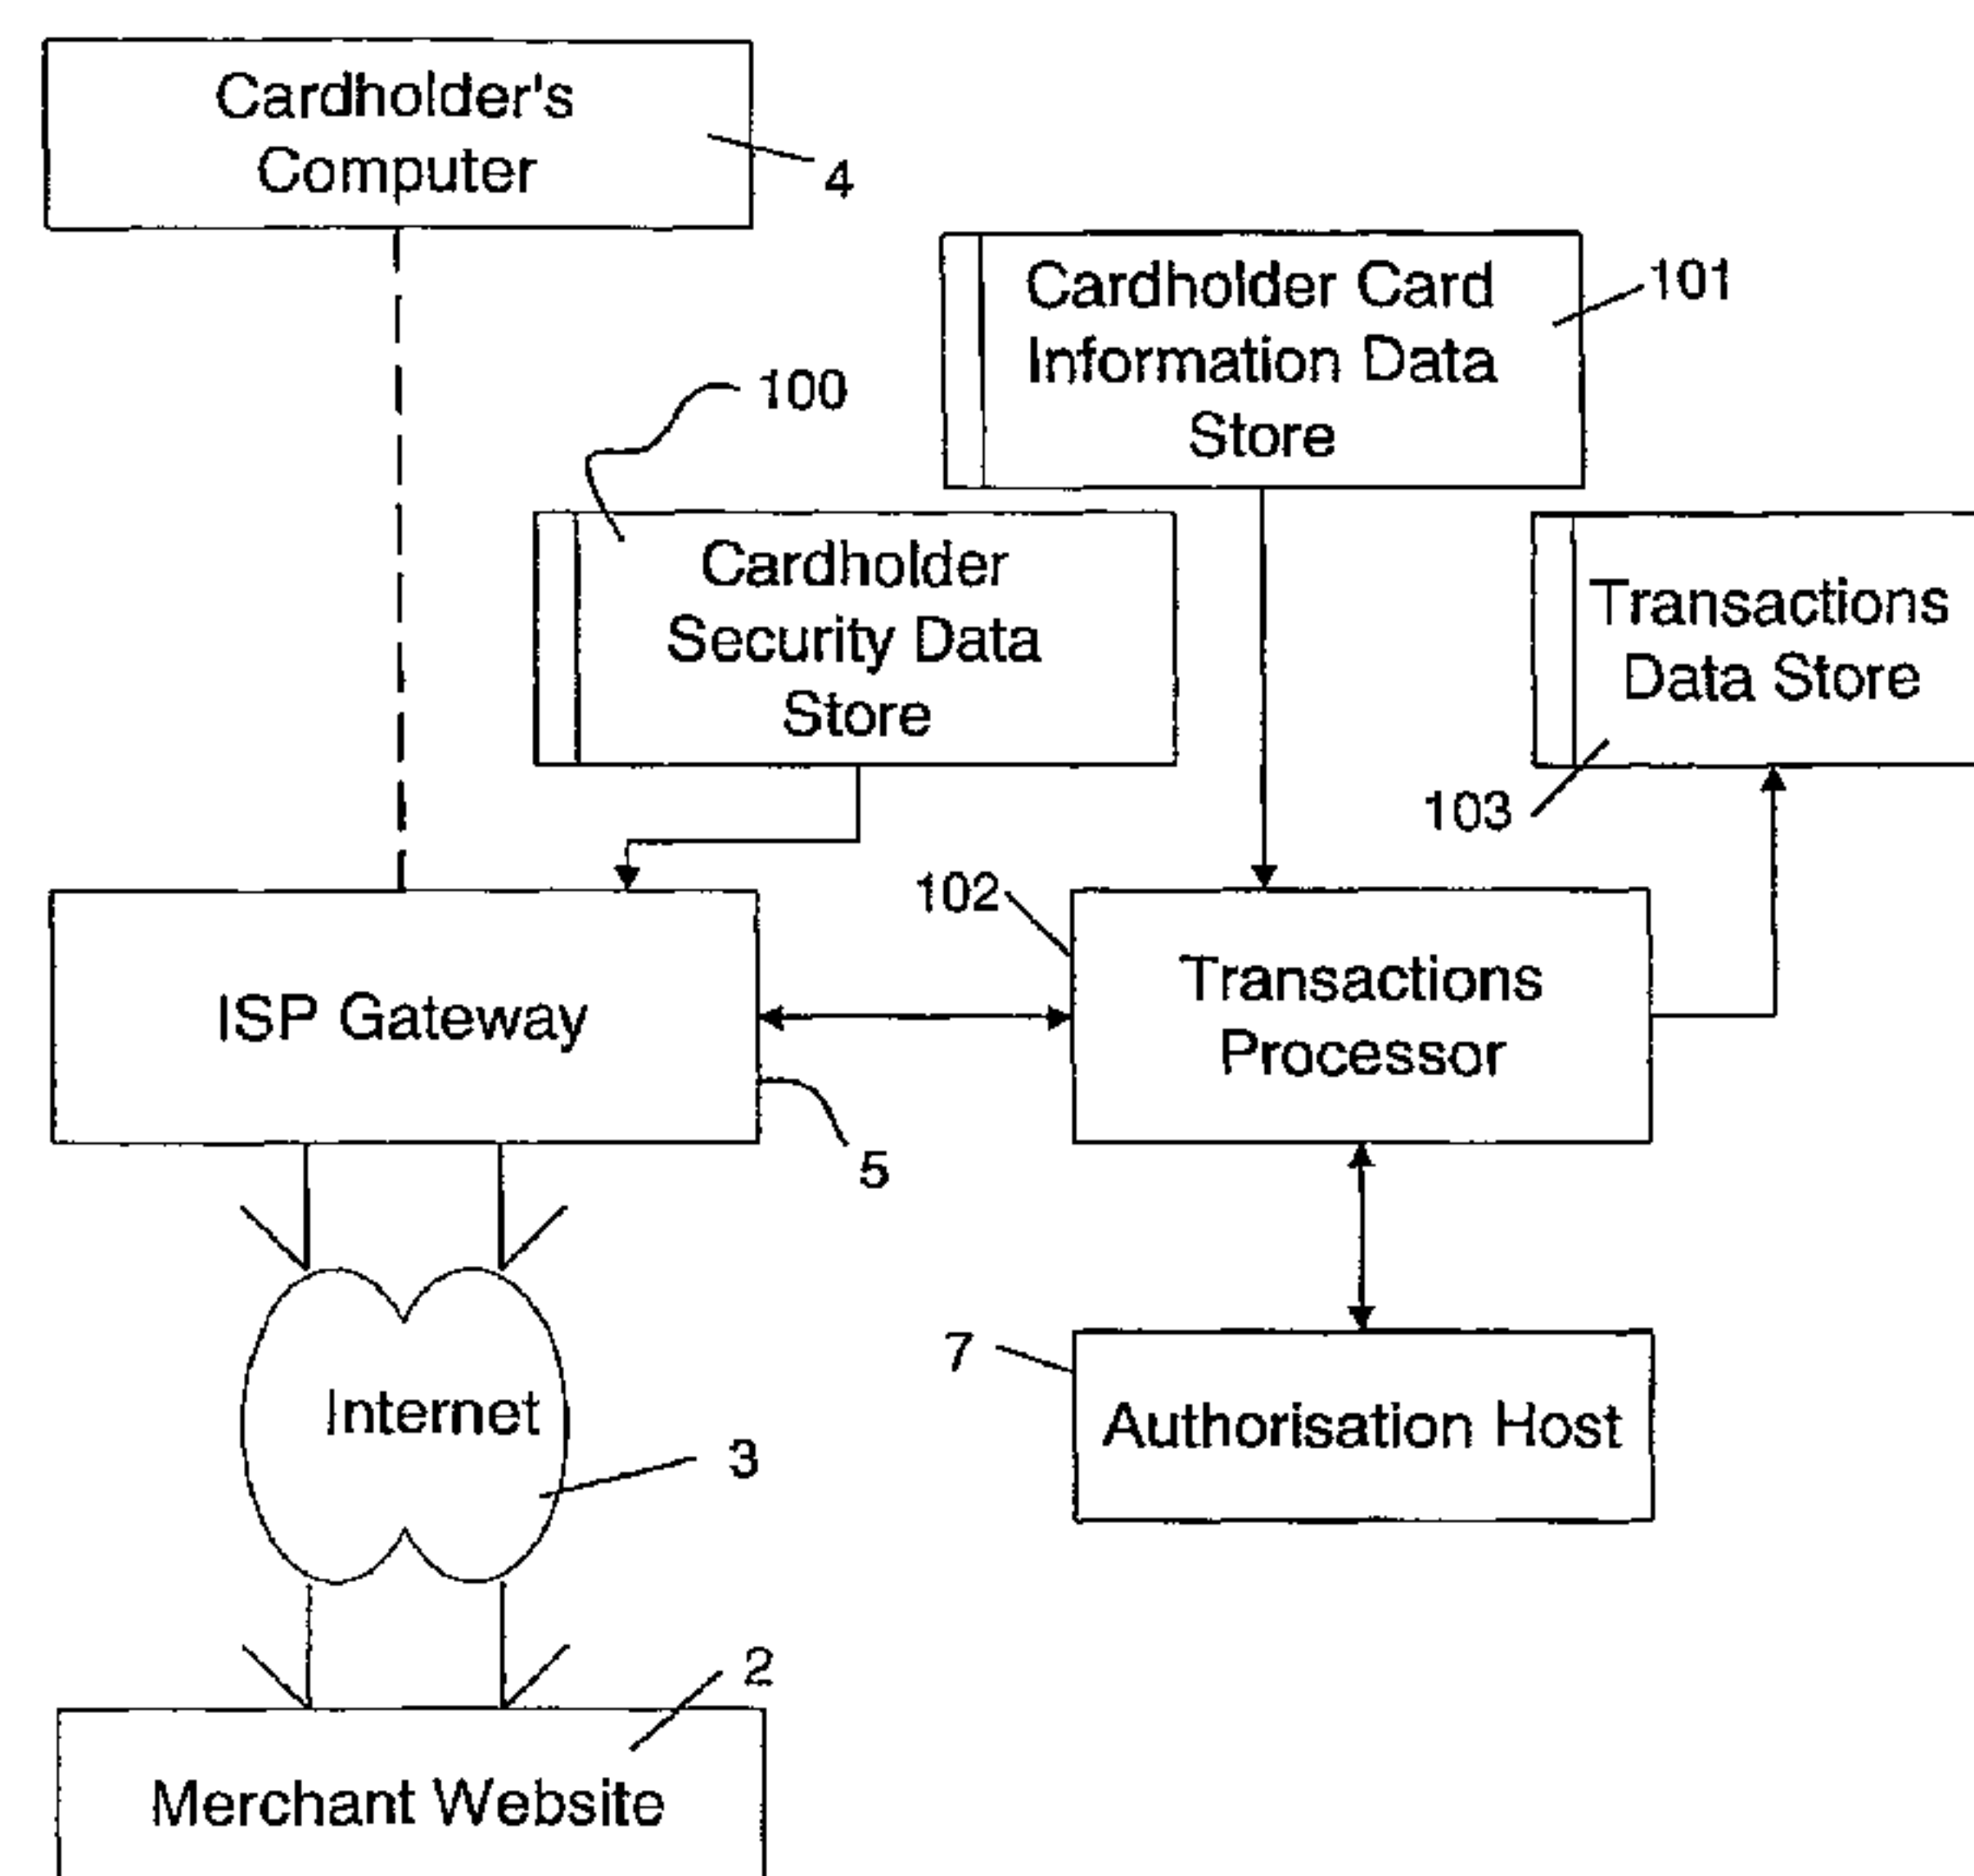 Cardholder's
Computer
4
Cardholder Card
Information Data
Store
101
100
Cardholder
Security Data
Store
Transactions
Data Store
103
102
ISP Gateway
Transactions
Processor
5
7
Authorisation Host
Internet
3
2
Merchant Website